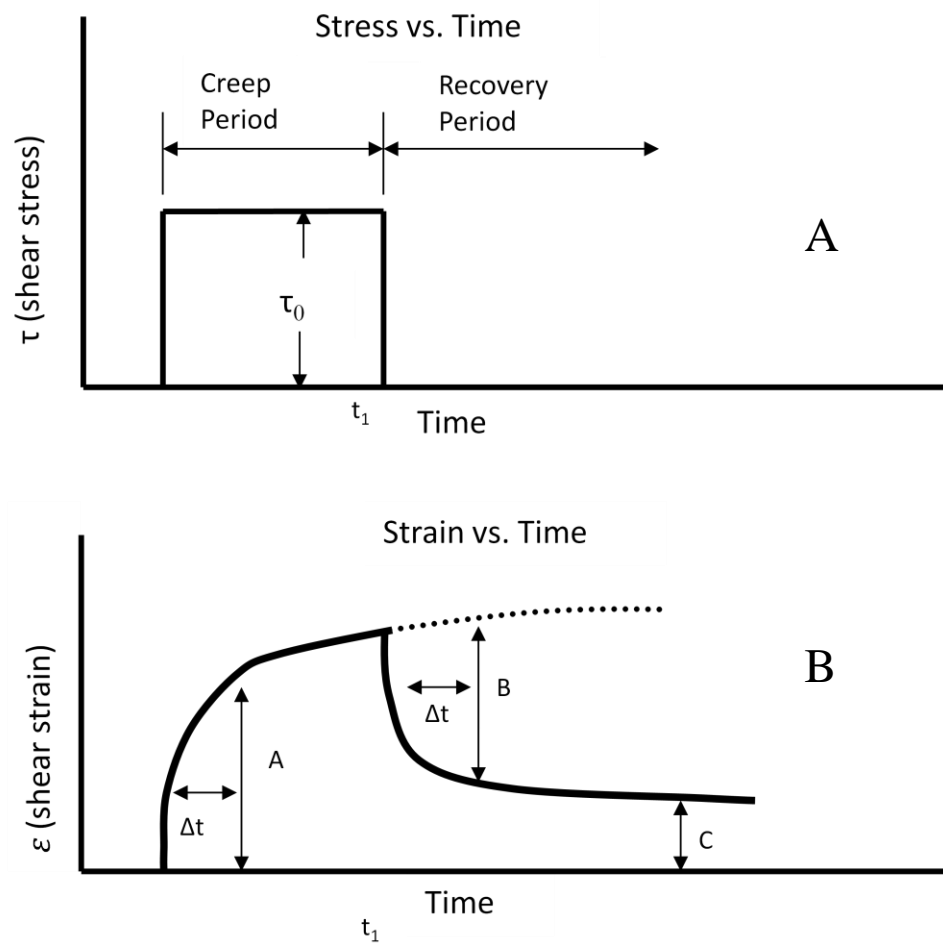 Stress vs. Time
Creep
Period
Recovery
Period
τ (shear stress)
A
τ0
t1
Time
Strain vs. Time
ε (shear strain)
B
B
Δt
A
Δt
C
Time
t1